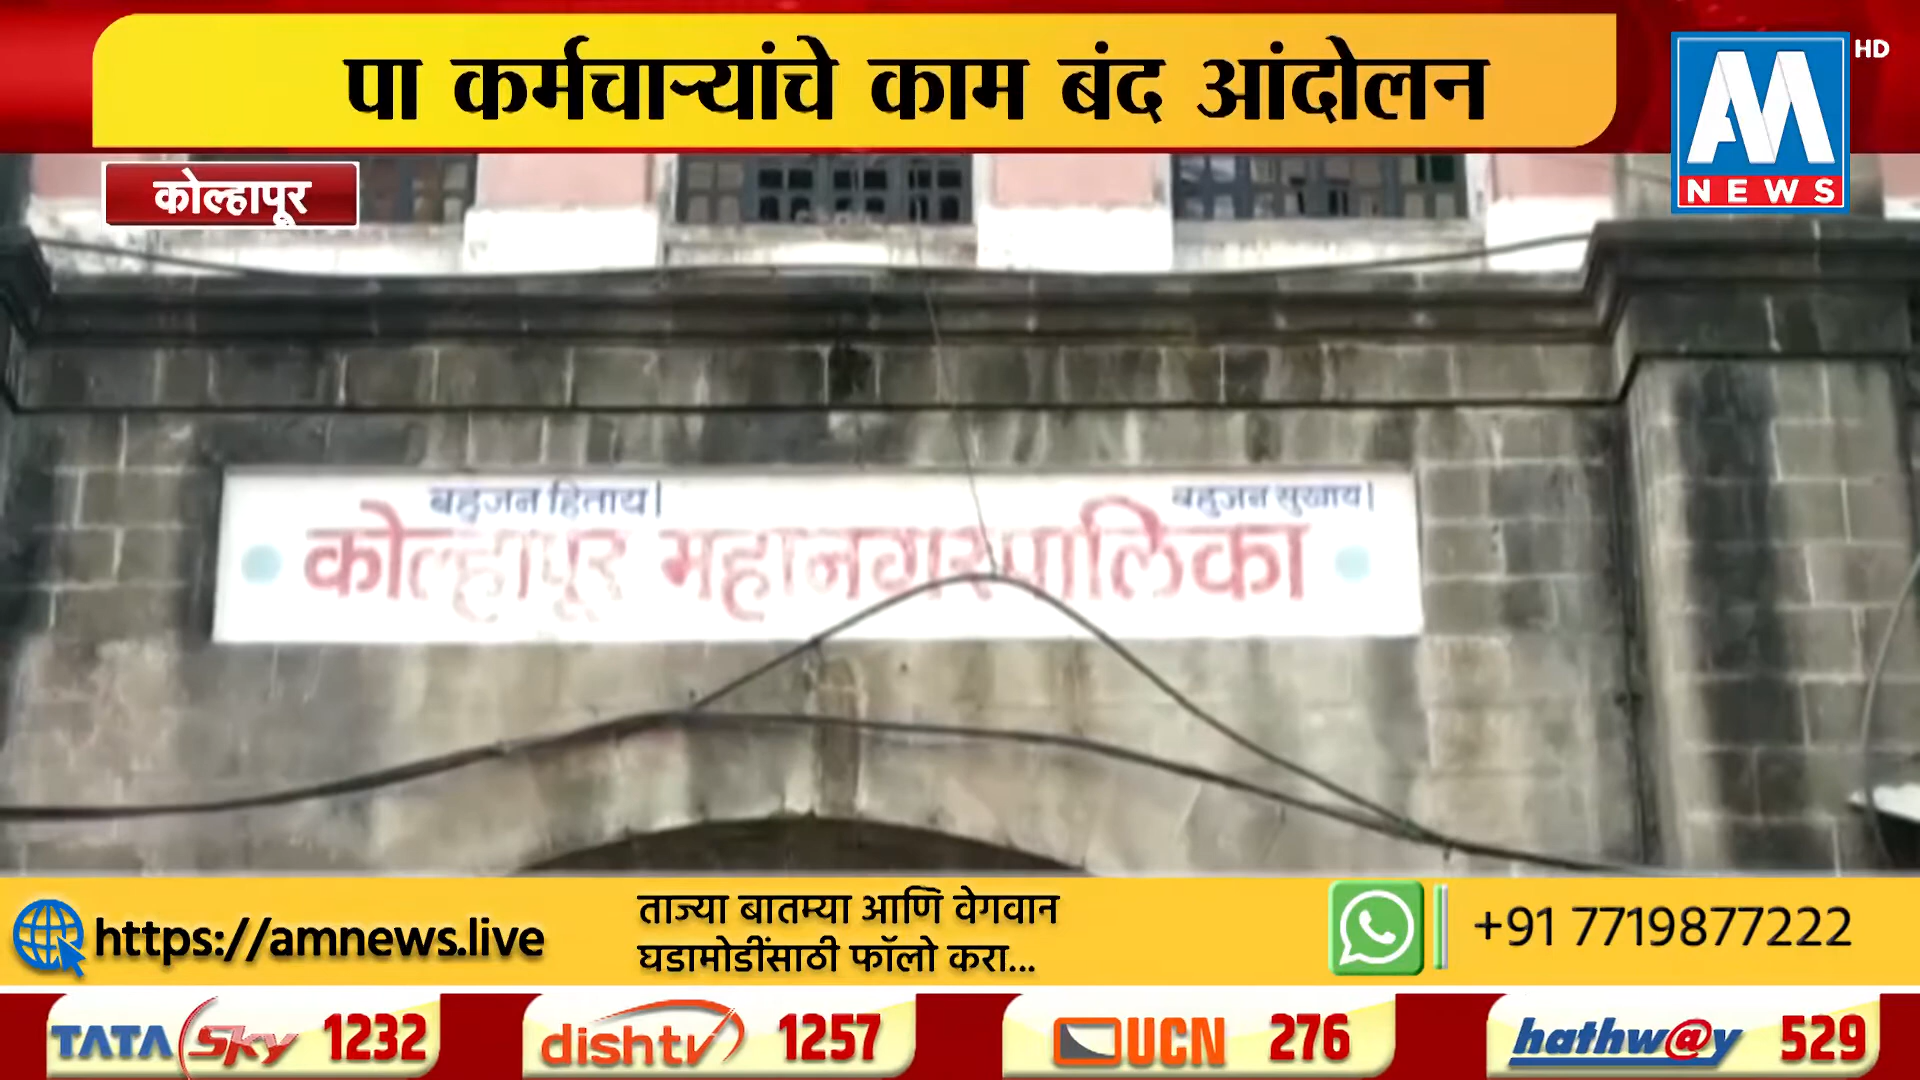 पा कर्मचाऱ्यांचे काम बंद आंदोलन
HD
AM
NEWS
कोल्हापूर
बहुजन हिताय| बहुजन सुखाय|
कोल्हापूर महानगरपालिका
https://amnews.live
ताज्या बातम्या आणि वेगवान
घडामोडींसाठी फॉलो करा...
+91 7719877222
TATA Sky 1232
dishtv 1257
UCN 276
hathw@y 529